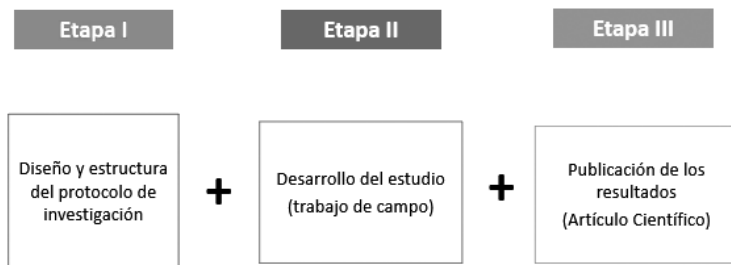 Etapa I
Etapa II
Etapa III
Diseño y estructura
del protocolo de
investigación
+
Desarrollo del estudio
(trabajo de campo)
+
Publicación de los
resultados
(Artículo Científico)